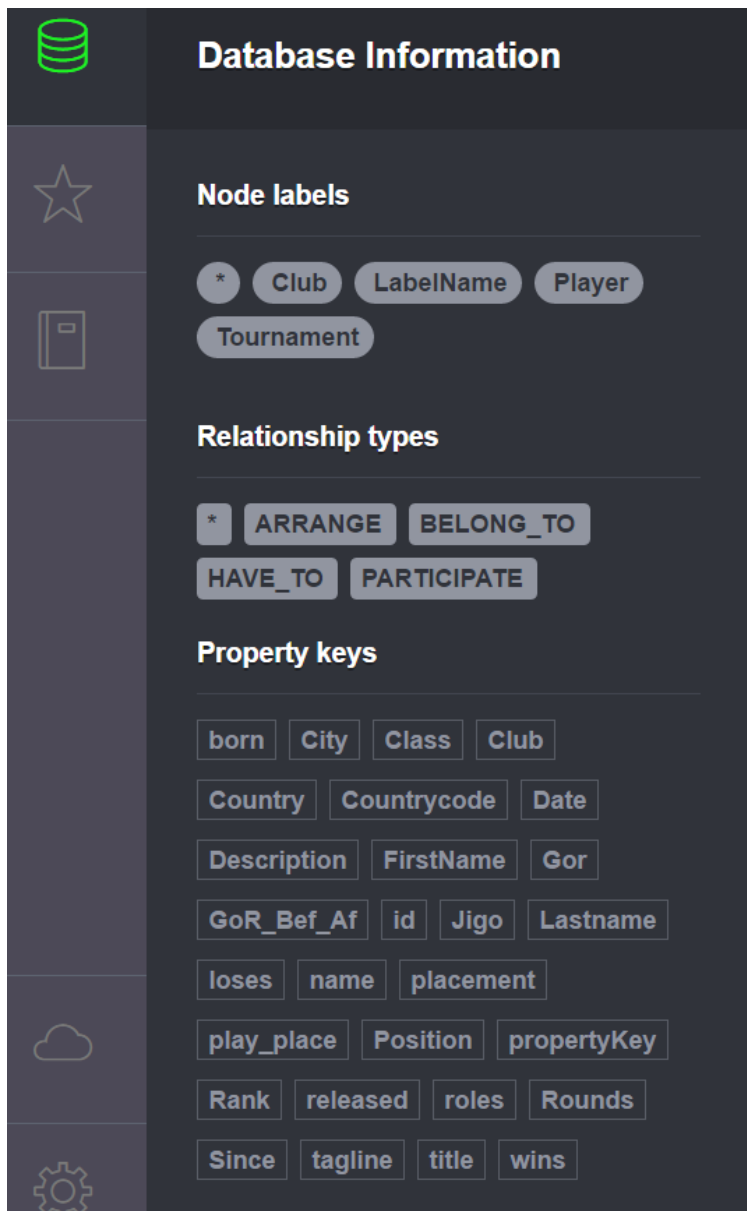 Database Information
Node labels
* Club LabelName Player
Tournament
Relationship types
* ARRANGE BELONG_TO
HAVE_TO PARTICIPATE
Property keys
born City Class Club
Country Countrycode Date
Description FirstName Gor
GoR_Bef_Af id Jigo Lastname
loses name placement
play_place Position propertyKey
Rank released roles Rounds
Since tagline title wins